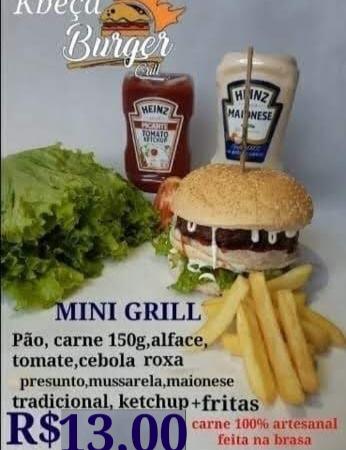 Kbeça
Burger
Grill
HEINZ
PICANTE
TOMATO
KETCHUP
HEINZ
MAIONESE
MINI GRILL
Pão, carne 150g,alface,
tomate,cebola roxa
presunto,mussarela,maionese
tradicional, ketchup+fritas
R$13,00
carne 100% artesanal
feita na brasa